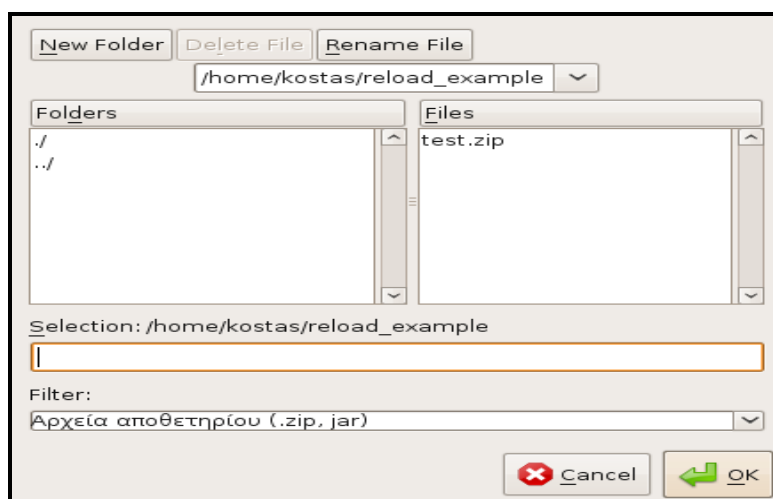 New Folder Delete File Rename File
/home/kostas/reload_example
Folders Files
./ test.zip
../
Selection: /home/kostas/reload_example
Filter:
Αρχεία αποθετηρίου (.zip, jar)
Cancel OK